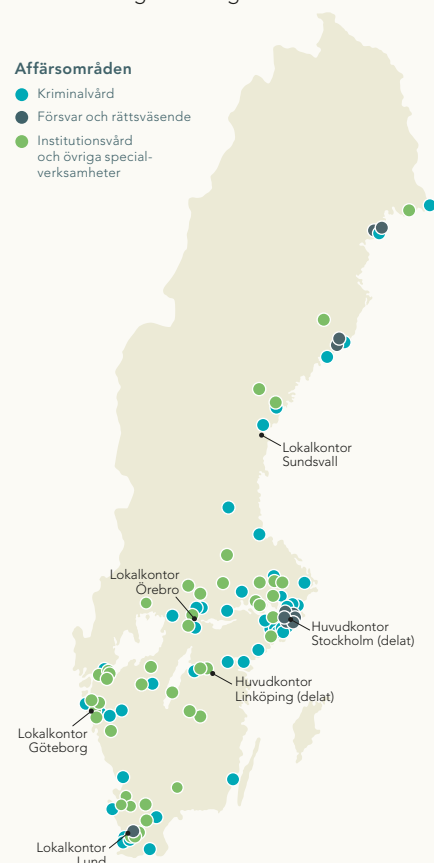 Affärsområden
Kriminalvård
Försvar och rättsväsende
Institutionsvård
och övriga special-
verksamheter
Lokalkontor
Sundsvall
Lokalkontor
Örebro
Huvudkontor
Stockholm (delat)
Huvudkontor
Linköping (delat)
Lokalkontor
Göteborg
Lokalkontor
Lund